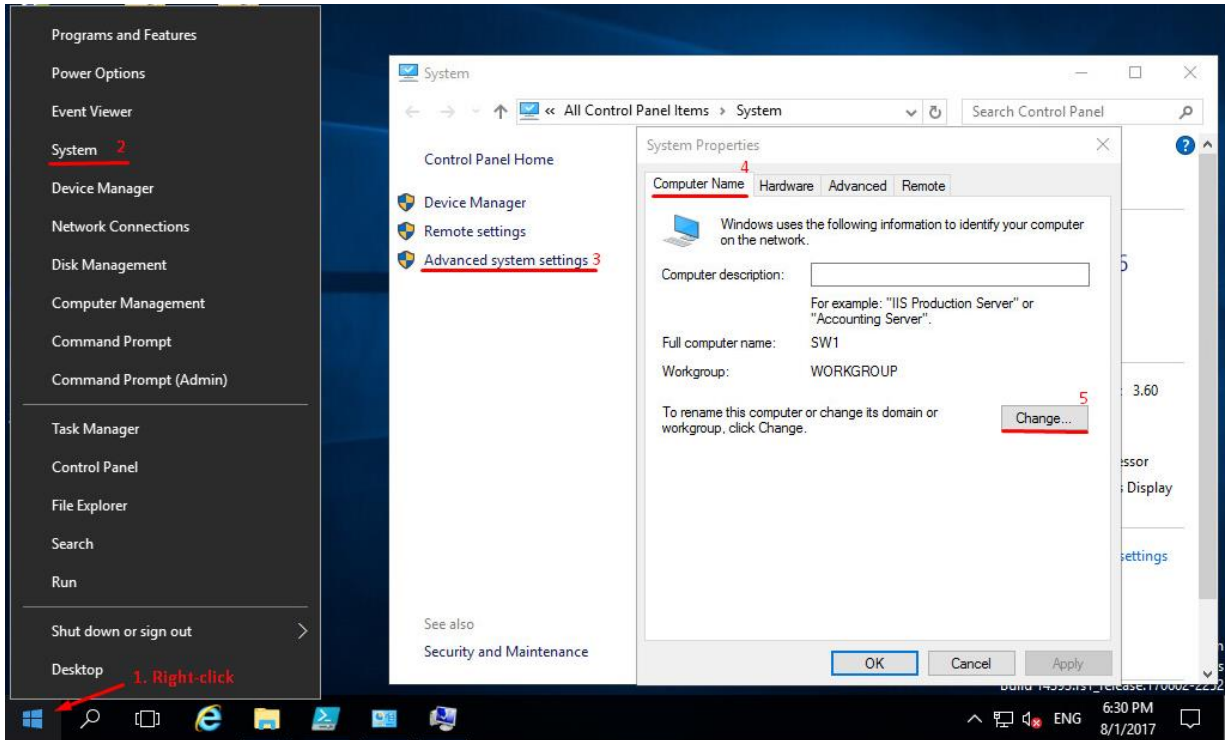 Programs and Features
Power Options
Event Viewer
System 2
Device Manager
Network Connections
Disk Management
Computer Management
Command Prompt
Command Prompt (Admin)
Task Manager
Control Panel
File Explorer
Search
Run
Shut down or sign out
Desktop
1. Right-click
System
« All Control Panel Items › System
Search Control Panel
Control Panel Home
Device Manager
Remote settings
Advanced system settings 3
See also
Security and Maintenance
System Properties
4
Computer Name Hardware Advanced Remote
Windows uses the following information to identify your computer
on the network.
Computer description:
For example: "IIS Production Server" or
"Accounting Server".
Full computer name: SW1
Workgroup: WORKGROUP
5
To rename this computer or change its domain or
workgroup, click Change.
Change...
OK Cancel Apply
3.60
Display
settings
ENG
6:30 PM
8/1/2017